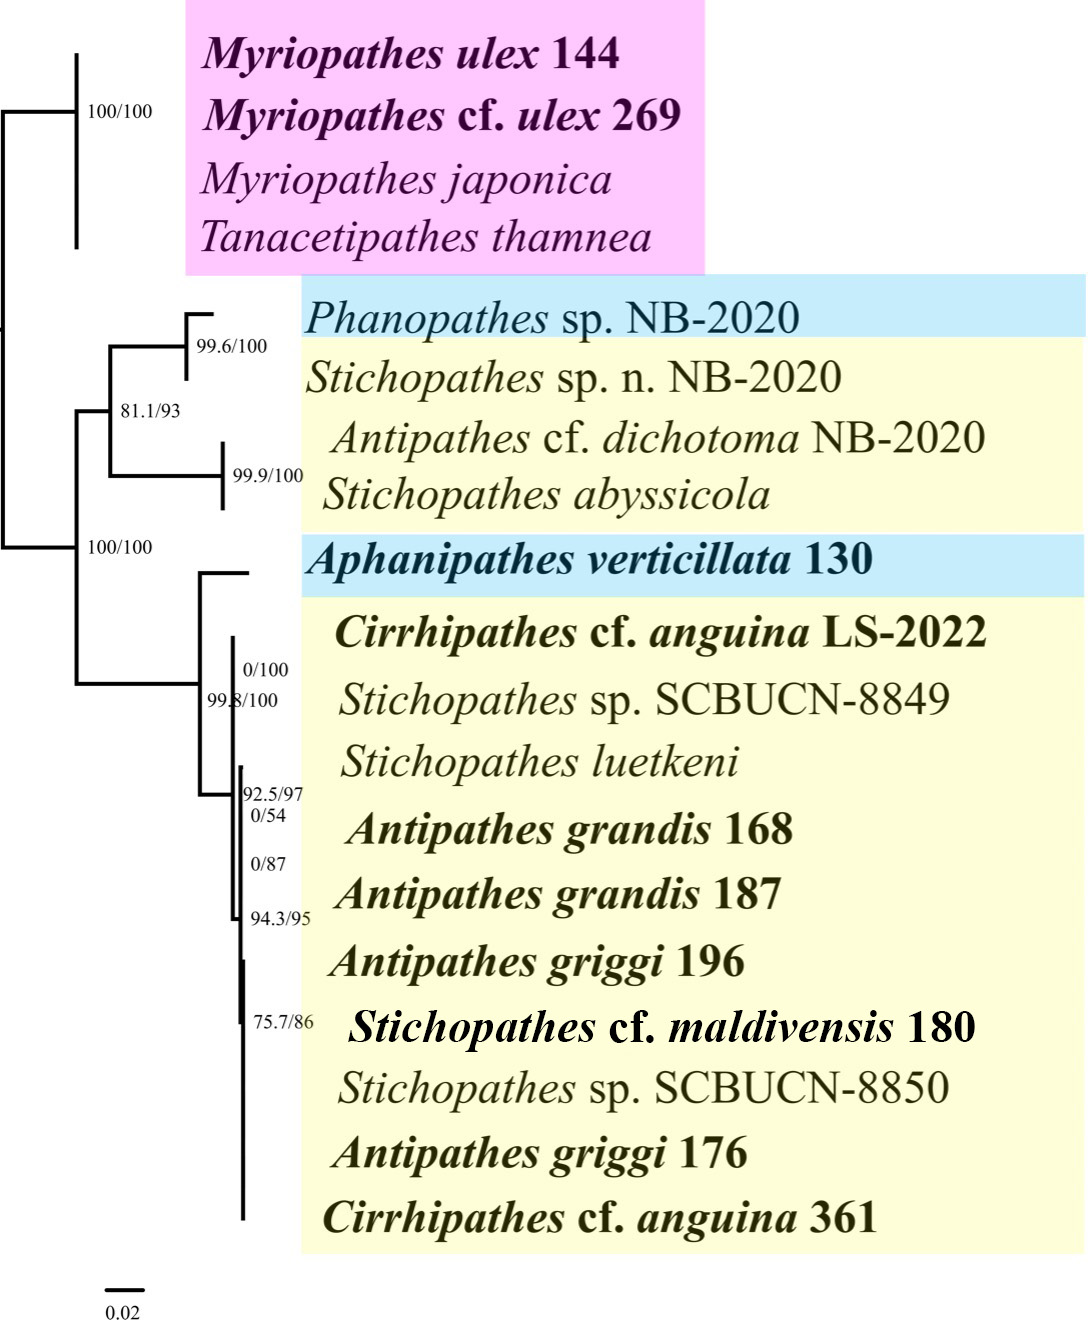 Myriopathes ulex 144
100/100
Myriopathes cf. ulex 269
Myriopathes japonica
Tanacetipathes thamnea
Phanopathes sp. NB-2020
99.6/100
Stichopathes sp. n. NB-2020
81.1/93
Antipathes cf. dichotoma NB-2020
99.9/100
Stichopathes abyssicola
100/100
Aphanipathes verticillata 130
Cirrhipathes cf. anguina LS-2022
0/100
99.8/100
Stichopathes sp. SCBUCN-8849
Stichopathes luetkeni
92.5/97
0/54
Antipathes grandis 168
0/87
Antipathes grandis 187
94.3/95
Antipathes griggi 196
75.7/86
Stichopathes cf. maldivensis 180
Stichopathes sp. SCBUCN-8850
Antipathes griggi 176
Cirrhipathes cf. anguina 361
0.02